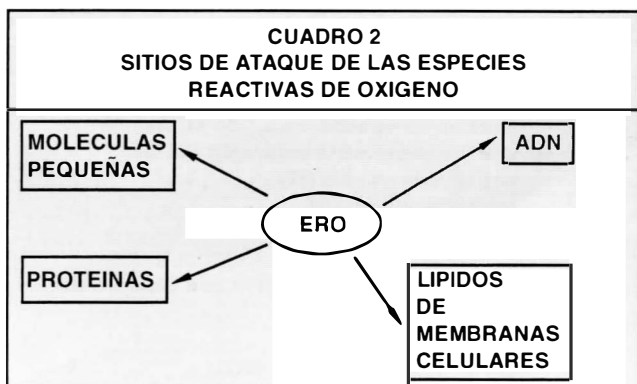 CUADRO 2
SITIOS DE ATAQUE DE LAS ESPECIES
REACTIVAS DE OXIGENO
MOLECULAS
PEQUEÑAS
ADN
ERO
PROTEINAS
LIPIDOS
DE
MEMBRANAS
CELULARES